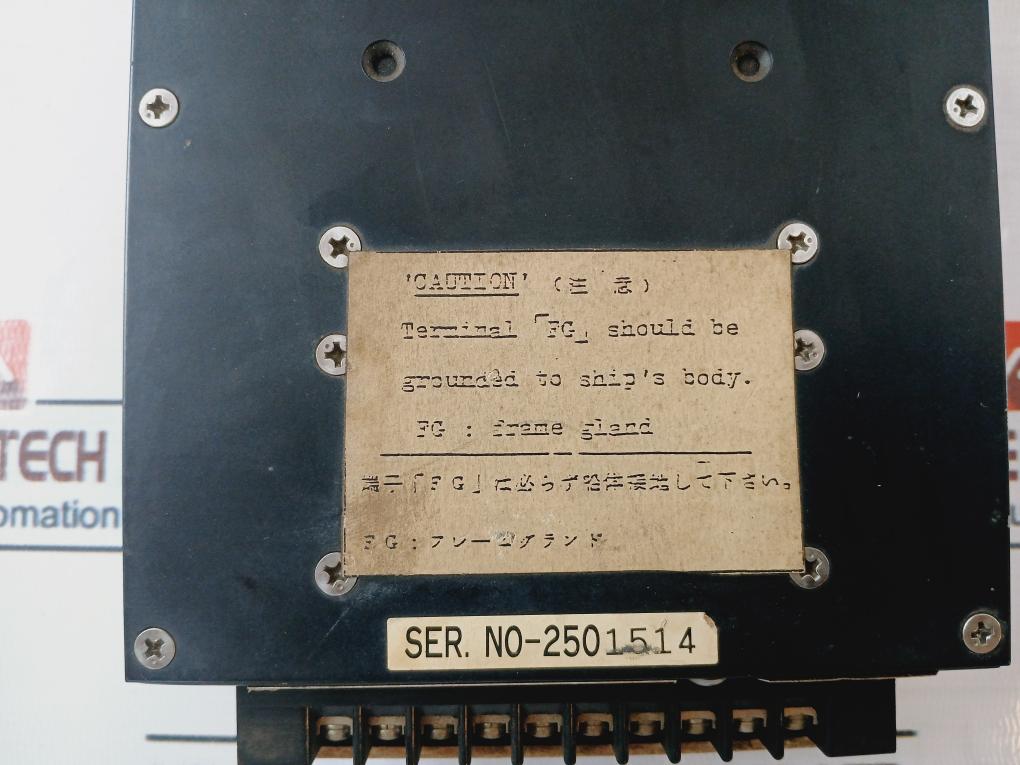 'CAUTION' (注 意)
Terminal 「FG」 should be
grounded to ship's body.
FG : frame gland
端子「FG」は必らず船体接地して下さい。
FG:フレームグランド
SER. NO-2501514
TECH
omation